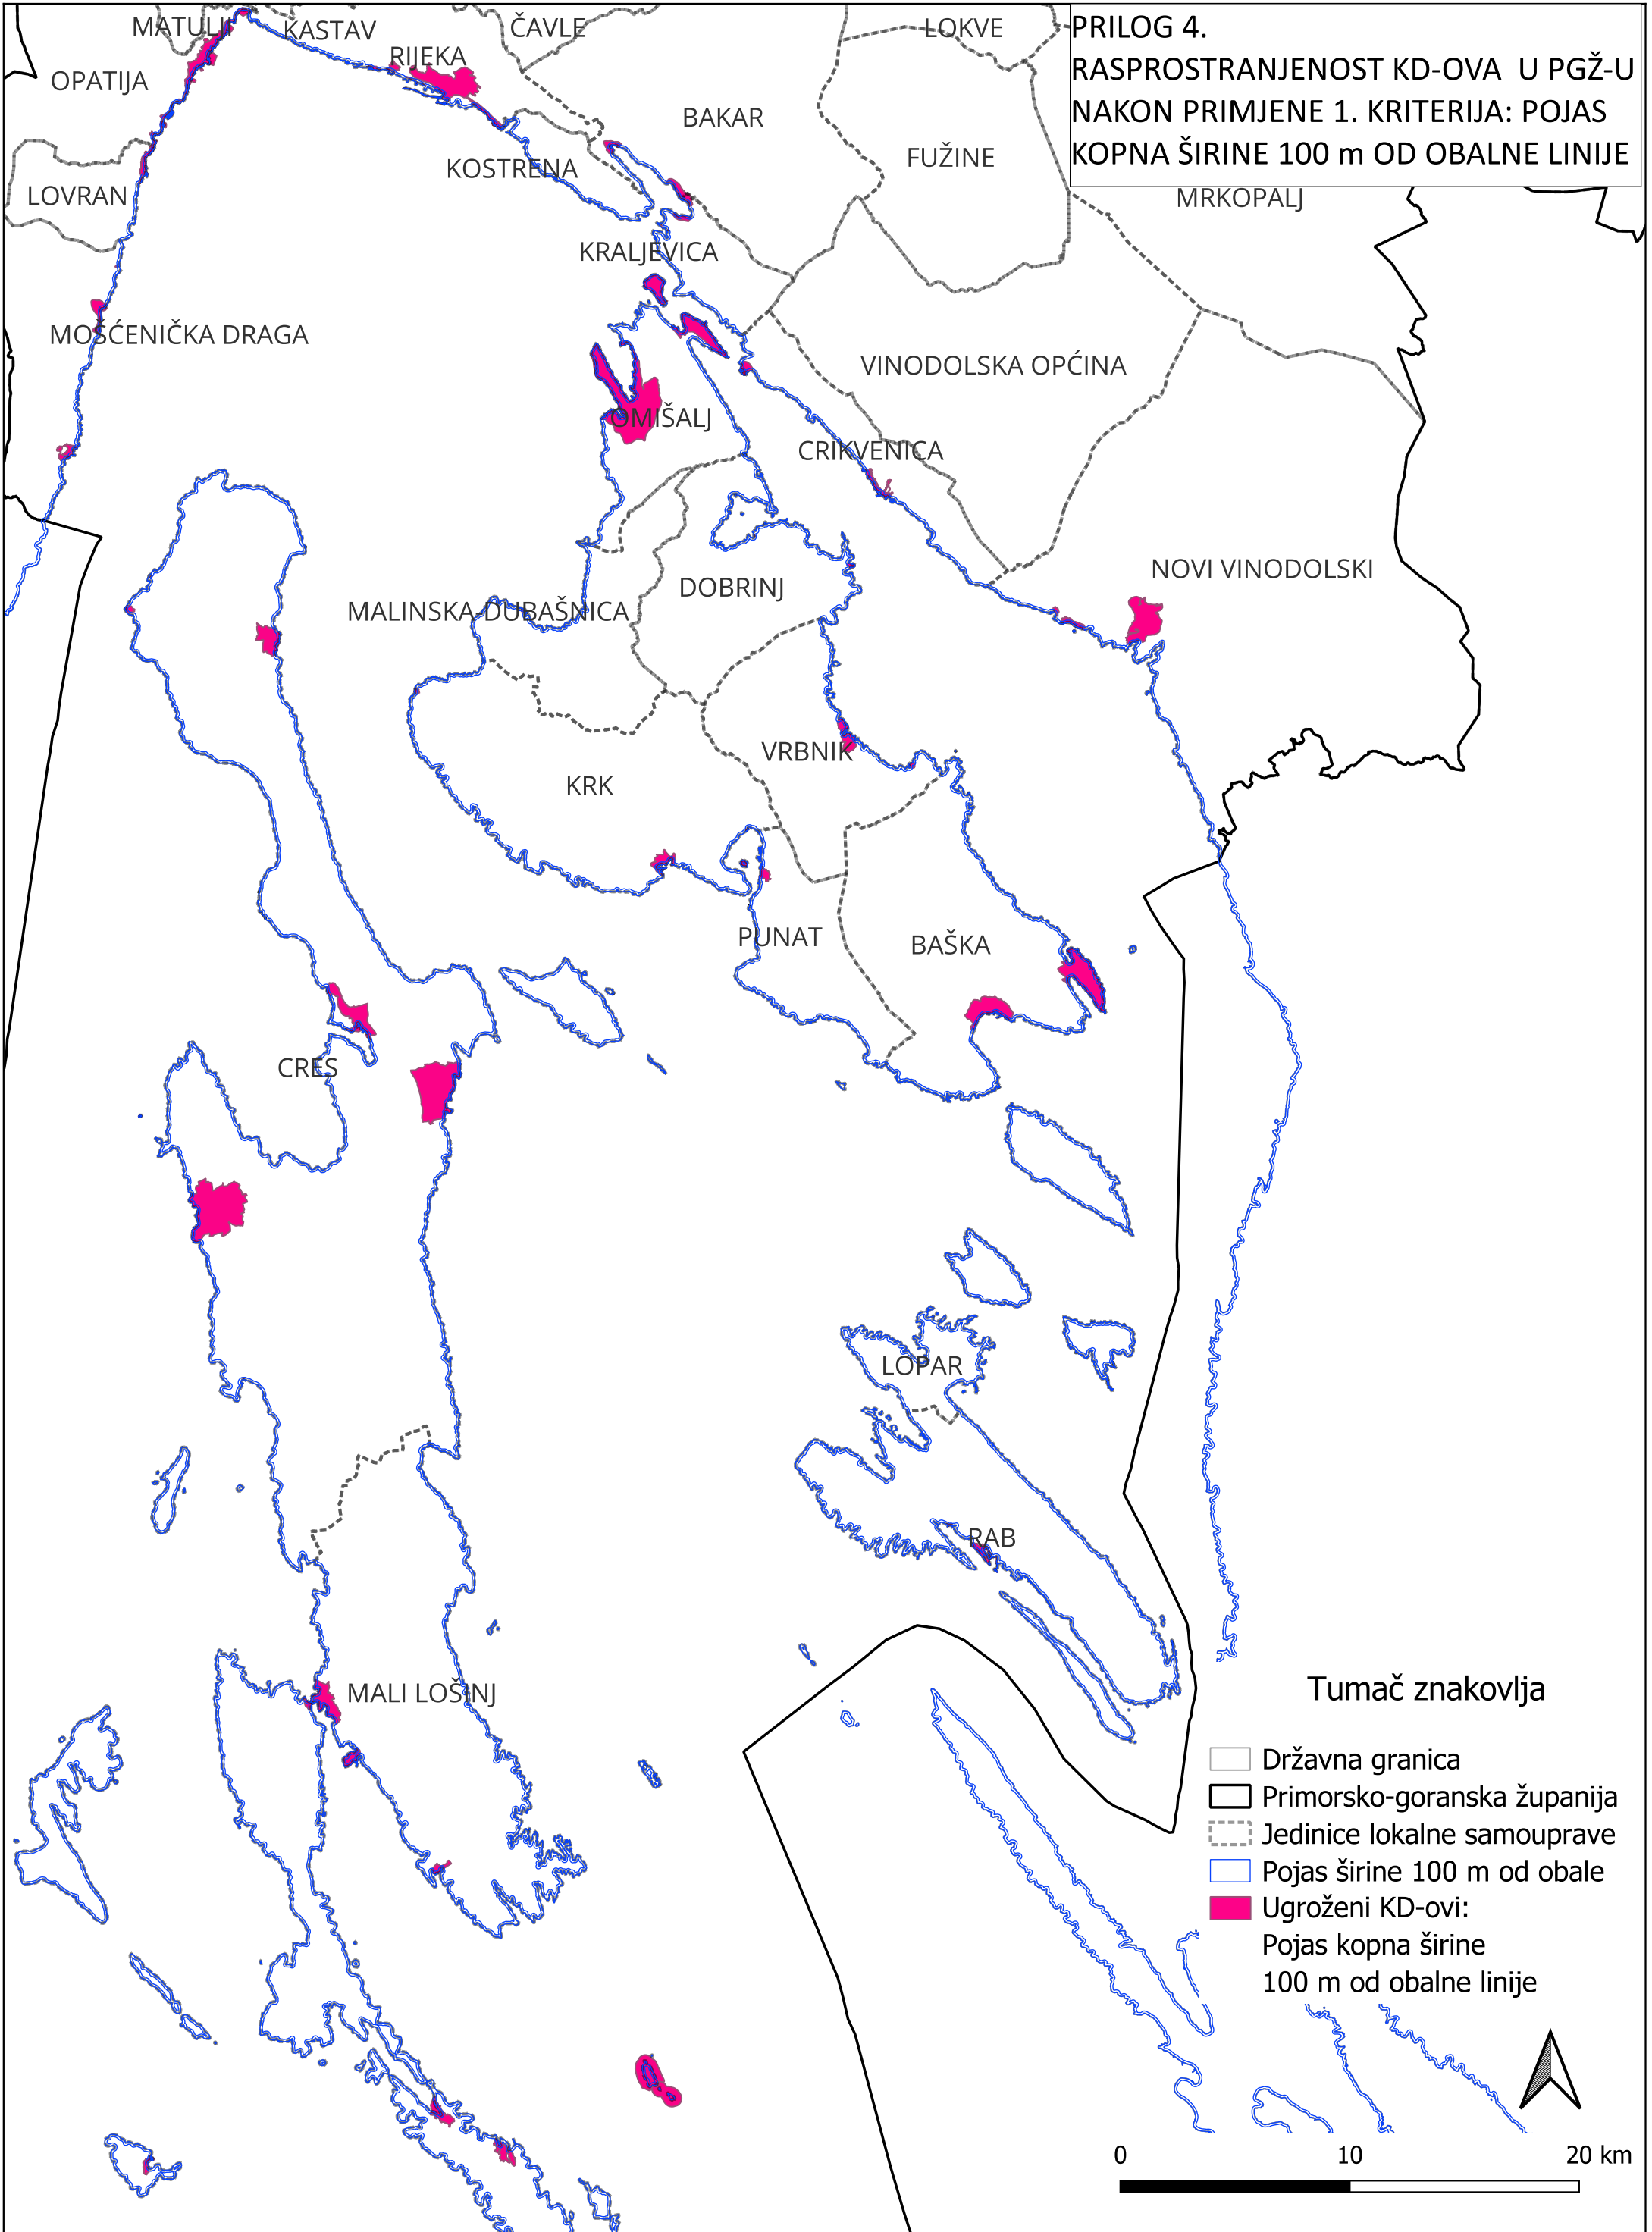 PRILOG 4.
RASPROSTRANJENOST KD-OVA U PGŽ-U
NAKON PRIMJENE 1. KRITERIJA: POJAS
KOPNA ŠIRINE 100 m OD OBALNE LINIJE
MATULJI
KASTAV
ČAVLE
LOKVE
OPATIJA
RIJEKA
BAKAR
FUŽINE
KOSTRENA
LOVRAN
MRKOPALJ
KRALJEVICA
MOŠĆENIČKA DRAGA
VINODOLSKA OPĆINA
OMIŠALJ
CRIKVENICA
NOVI VINODOLSKI
DOBRINJ
MALINSKA-DUBAŠNICA
VRBNIK
KRK
PUNAT
BAŠKA
CRES
LOPAR
RAB
MALI LOŠINJ
Tumač znakovlja
Državna granica
Primorsko-goranska županija
Jedinice lokalne samouprave
Pojas širine 100 m od obale
Ugroženi KD-ovi:
Pojas kopna širine
100 m od obalne linije
0 10 20 km